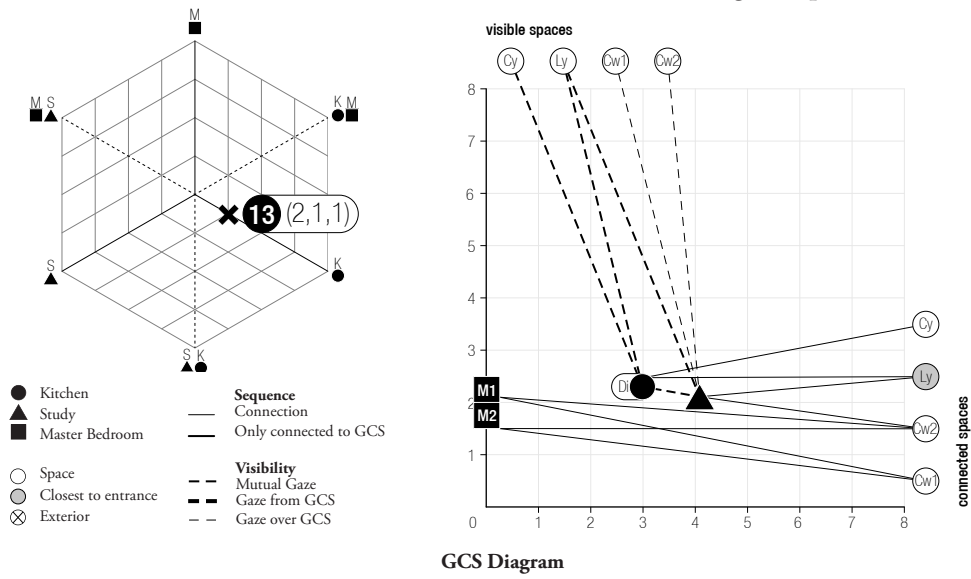 M
M S
K M
13 (2,1,1)
S
K
S K
Kitchen
Study
Master Bedroom
Space
Closest to entrance
Exterior
Sequence
Connection
Only connected to GCS
Visibility
Mutual Gaze
Gaze from GCS
Gaze over GCS
visible spaces
Cy Ly Cw1 Cw2
8
7
6
5
4
3
2
1
0 1 2 3 4 5 6 7 8
M1
M2
Di
Cy
Ly
Cw2
Cw1
connected spaces
GCS Diagram